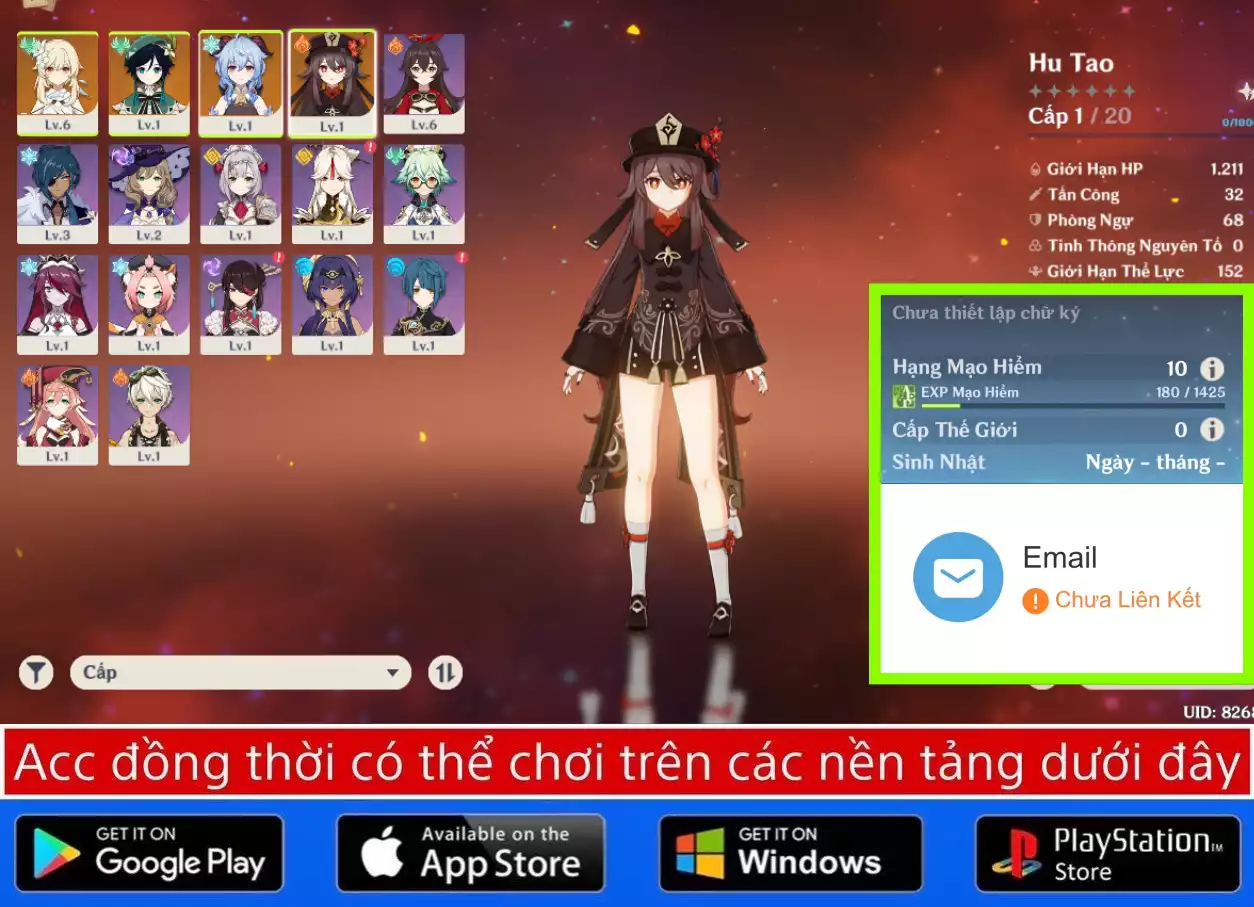 Lv.6
Lv.1
Lv.1
Lv.1
Lv.6
Lv.3
Lv.2
Lv.1
Lv.1
Lv.1
Lv.1
Lv.1
Lv.1
Lv.1
Lv.1
Lv.1
Lv.1
Cấp
Hu Tao
Cấp 1 / 20
Giới Hạn HP 1.211
Tấn Công 32
Phòng Ngự 68
Tinh Thông Nguyên Tố 0
Giới Hạn Thể Lực 152
Chưa thiết lập chữ ký
Hạng Mạo Hiểm 10
EXP Mạo Hiểm 180 / 1425
Cấp Thế Giới 0
Sinh Nhật Ngày - tháng -
Email
Chưa Liên Kết
UID: 8268
Acc đồng thời có thể chơi trên các nền tảng dưới đây
GET IT ON
Google Play
Available on the
App Store
GET IT ON
Windows
PlayStation™
Store